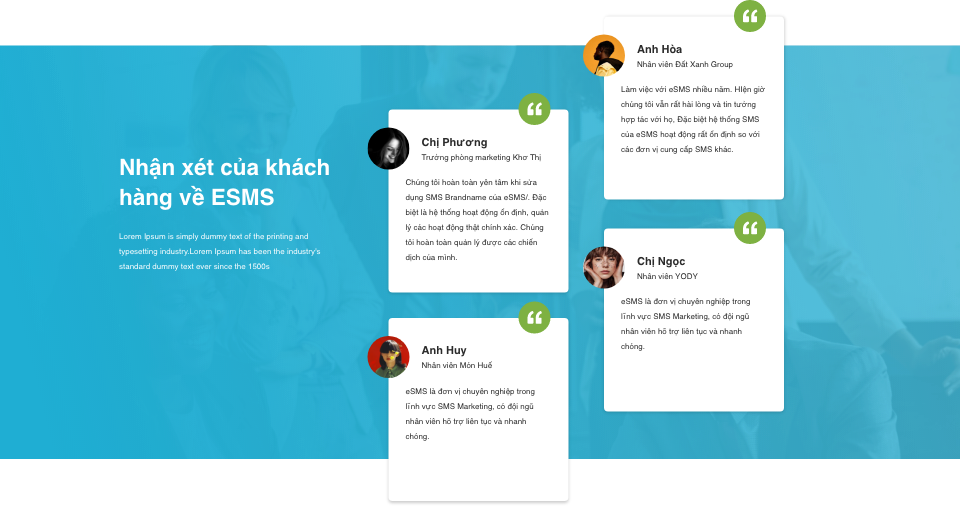 Nhận xét của khách
hàng về ESMS
Lorem Ipsum is simply dummy text of the printing and
typesetting industry.Lorem Ipsum has been the industry's
standard dummy text ever since the 1500s
Chị Phương
Trưởng phòng marketing Khơ Thị
Chúng tôi hoàn toàn yên tâm khi sửa
dụng SMS Brandname của eSMS/. Đặc
biệt là hệ thống hoạt động ổn định, quản
lý các hoạt động thật chính xác. Chúng
tôi hoàn toàn quản lý được các chiến
dịch của mình.
Anh Huy
Nhân viên Món Huế
eSMS là đơn vị chuyên nghiệp trong
lĩnh vực SMS Marketing, có đội ngũ
nhân viên hỗ trợ liên tục và nhanh
chóng.
Anh Hòa
Nhân viên Đất Xanh Group
Làm việc với eSMS nhiều năm. HIện giờ
chúng tôi vẫn rất hài lòng và tin tưởng
hợp tác với họ, Đặc biệt hệ thống SMS
của eSMS hoạt động rất ổn định so với
các đơn vị cung cấp SMS khác.
Chị Ngọc
Nhân viên YODY
eSMS là đơn vị chuyên nghiệp trong
lĩnh vực SMS Marketing, có đội ngũ
nhân viên hỗ trợ liên tục và nhanh
chóng.